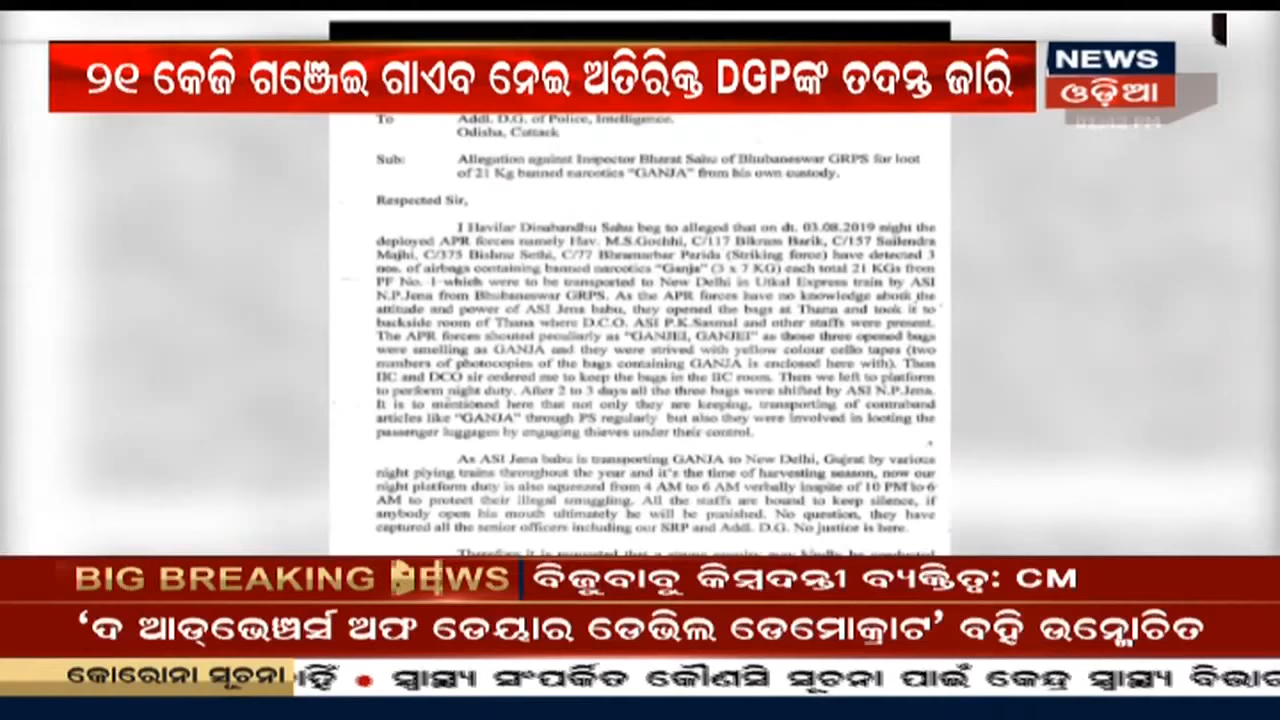 ୨୧ କେଜି ଗଞ୍ଜେଇ ଗାଏବ ନେଇ ଅତିରିକ୍ତ DGPଙ୍କ ତଦନ୍ତ ଜାରି
NEWS
ଓଡ଼ିଆ
To Addl. D.G. of Police, Intelligence.
Odisha, Cuttack
Sub: Allegation against Inspector Bharat Sahu of Bhubaneswar GRPS for loot
of 21 Kg banned narcotics "GANJA" from his own custody.
Respected Sir,
I Havilar Dinabandhu Sahu beg to alleged that on dt. 03.08.2019 night the
deployed APR forces namely Hav. M.S.Gochhi, C/117 Bikram Barik, C/157 Sailendra
Majhi, C/375 Bishnu Sethi, C/77 Bhramarbar Parida (Striking force) have detected 3
nos. of airbags containing banned narcotics "Ganja" (3 x 7 KG) each total 21 KGs from
PF No. 1 which were to be transported to New Delhi in Utkal Express train by ASI
N.P.Jena from Bhubaneswar GRPS. As the APR forces have no knowledge about the
attitude and power of ASI Jena babu, they opened the bags at Thana and took it to
backside room of Thana where D.C.O. ASI P.K.Sasmal and other staffs were present.
The APR forces shouted peculiarly as "GANJEI, GANJEI" as those three opened bags
were smelling as GANJA and they were strived with yellow colour cello tapes (two
numbers of photocopies of the bags containing GANJA is enclosed here with). Then
IIC and DCO sir ordered me to keep the bags in the IIC room. Then we left to platform
to perform night duty. After 2 to 3 days all the three bags were shifted by ASI N.P.Jena.
It is to mentioned here that not only they are keeping, transporting of contraband
articles like "GANJA" through PS regularly but also they were involved in looting the
passenger luggages by engaging thieves under their control.
As ASI Jena babu is transporting GANJA to New Delhi, Gujrat by various
night plying trains throughout the year and it's the time of harvesting season, now our
night platform duty is also squeezed from 4 AM to 6 AM verbally inspite of 10 PM to 6
AM to protect their illegal smuggling. All the staffs are bound to keep silence, if
anybody open his mouth ultimately he will be punished. No question, they have
captured all the senior officers including our SRP and Addl. D.G. No justice is here.
BIG BREAKING NEWS ବିଜୁବାବୁ କିମ୍ବଦନ୍ତୀ ବ୍ୟକ୍ତିତ୍ୱ: CM
‘ଦ ଆଡ୍‌ଭେଞ୍ଚର୍ସ ଅଫ ଡେୟାର ଡେଭିଲ ଡେମୋକ୍ରାଟ’ ବହି ଉନ୍ମୋଚିତ
କୋରୋନା ସୂଚନା ନାହିଁ • ସ୍ୱାସ୍ଥ୍ୟ ସଂପର୍କିତ କୌଣସି ସୂଚନା ପାଇଁ କେନ୍ଦ୍ର ସ୍ୱାସ୍ଥ୍ୟ